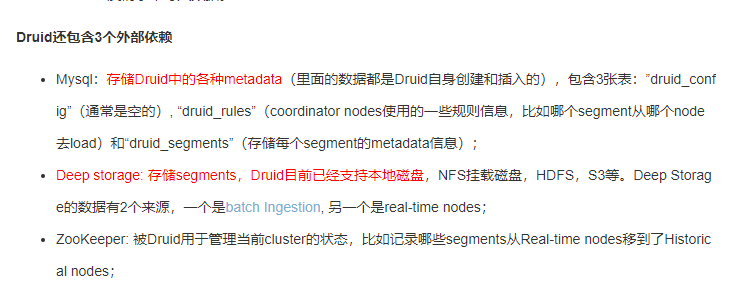 Druid还包含3个外部依赖
Mysql：存储Druid中的各种metadata（里面的数据都是Druid自身创建和插入的），包含3张表：”druid_conf
ig”（通常是空的）, “druid_rules”（coordinator nodes使用的一些规则信息，比如哪个segment从哪个node
去load）和“druid_segments”（存储每个segment的metadata信息）；
Deep storage: 存储segments，Druid目前已经支持本地磁盘，NFS挂载磁盘，HDFS，S3等。Deep Storag
e的数据有2个来源，一个是batch Ingestion, 另一个是real-time nodes；
ZooKeeper: 被Druid用于管理当前cluster的状态，比如记录哪些segments从Real-time nodes移到了Historic
al nodes；